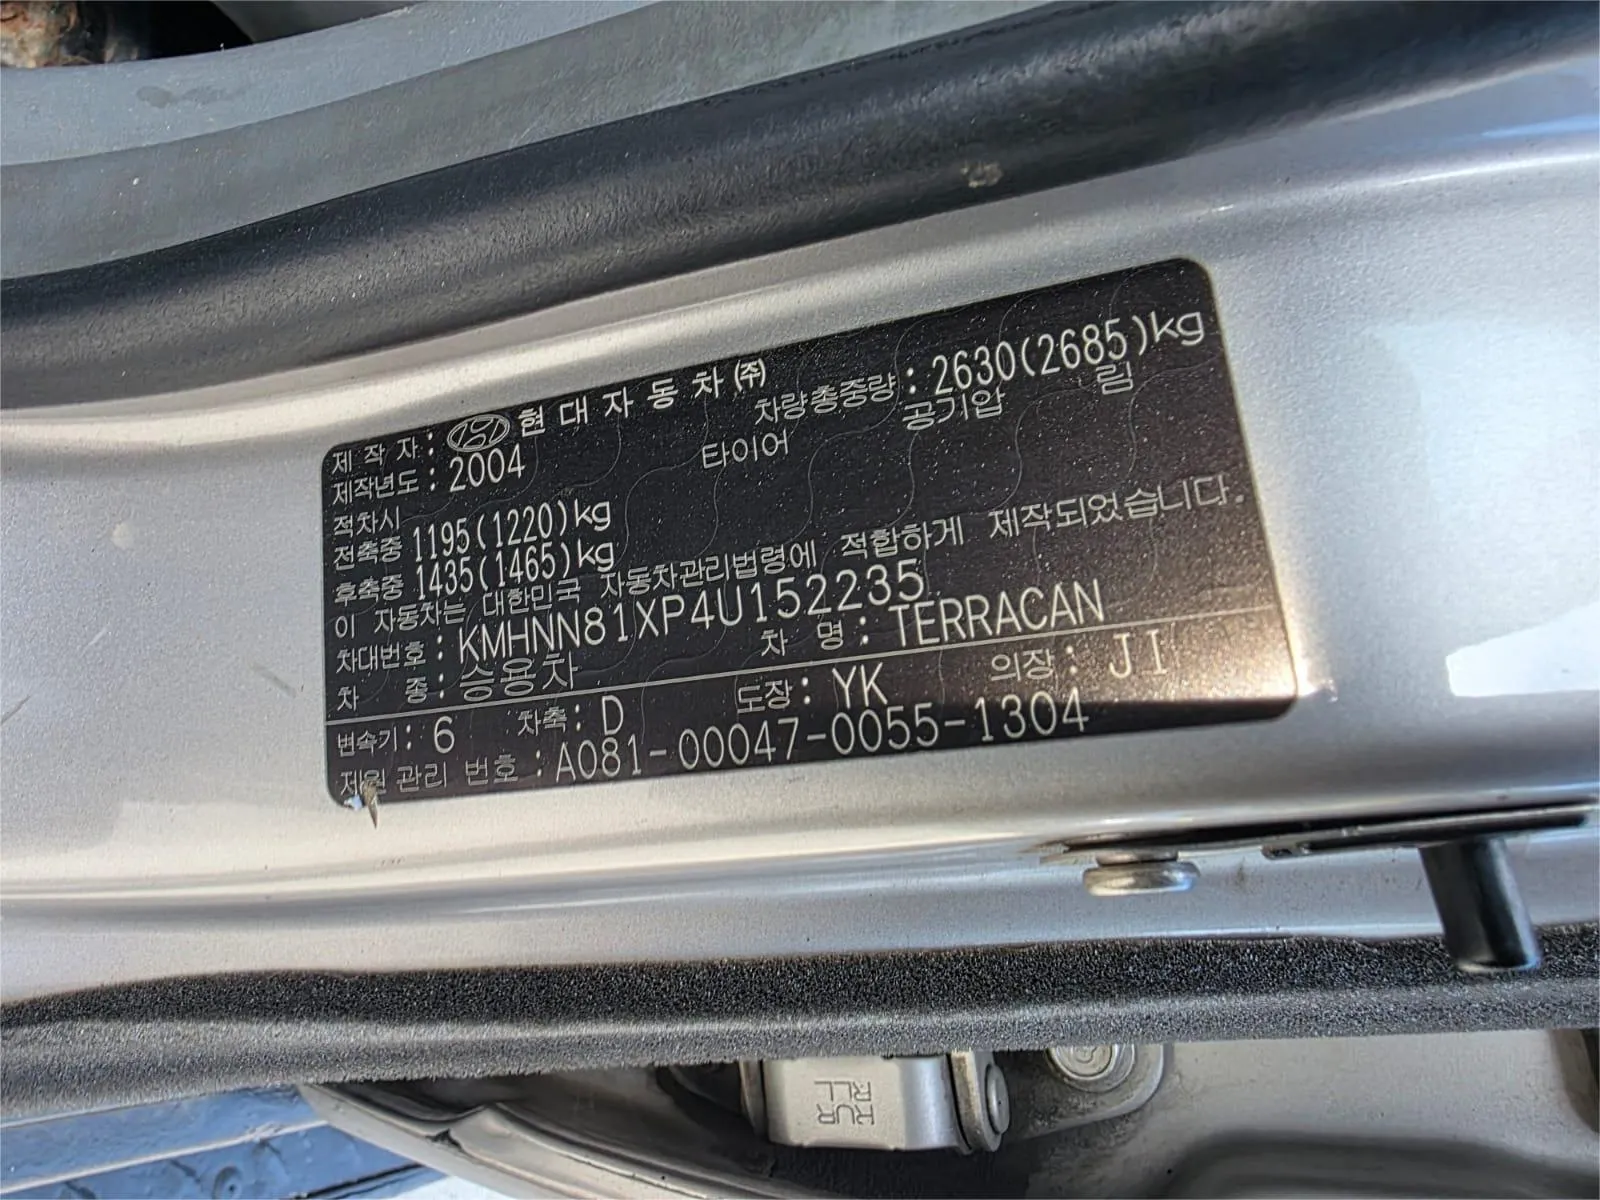 제 작 자 : 현 대 자 동 차 ㈜
제작년도 : 2004 차량총중량 : 2630(2685)kg
타이어 공기압 림
적차시
전축중 1195(1220)kg
후축중 1435(1465)kg
이 자동차는 대한민국 자동차관리법령에 적합하게 제작되었습니다.
차대번호 : KMHNN81XP4U152235
차 종 : 승용차 차 명 : TERRACAN
변속기 : 6 차축 : D 도장 : YK 의장 : JI
제원 관리 번호 : A081-00047-0055-1304